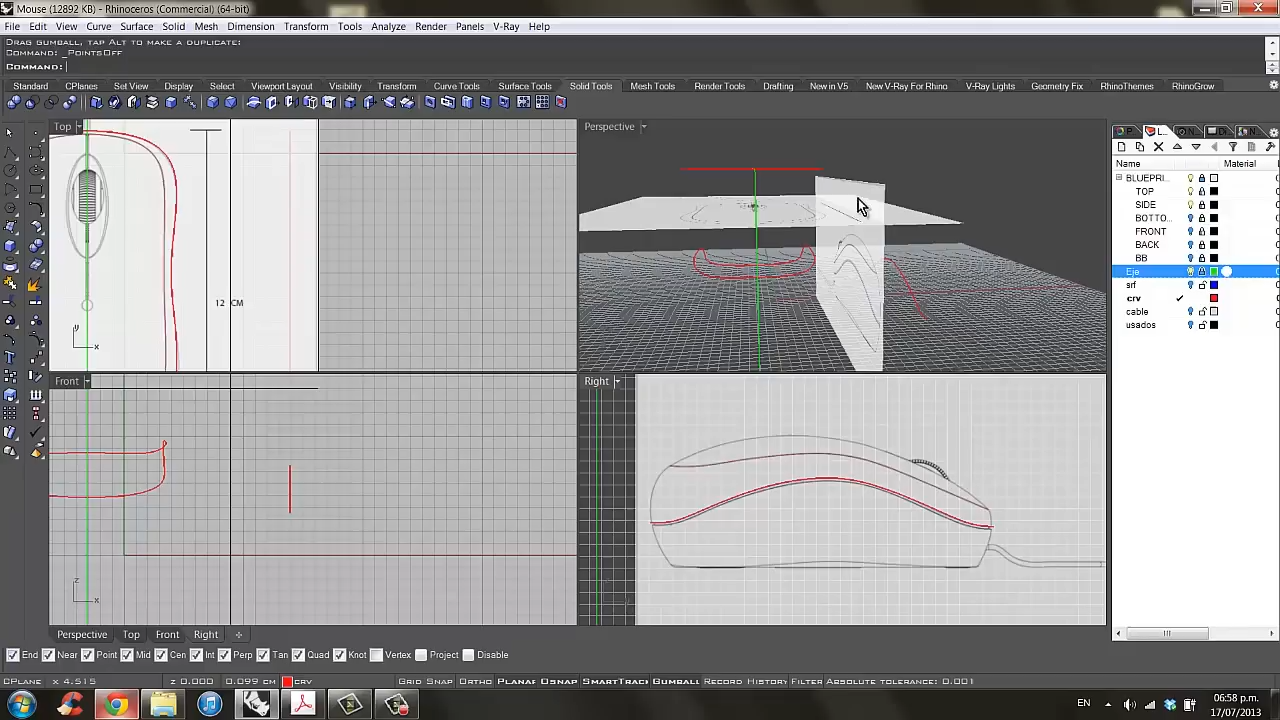 Mouse (12892 KB) - Rhinoceros (Commercial) (64-bit)
File Edit View Curve Surface Solid Mesh Dimension Transform Tools Analyze Render Panels V-Ray Help
Drag gumball, tap Alt to make a duplicate:
Command: _PointsOff
Command:
Standard CPlanes Set View Display Select Viewport Layout Visibility Transform Curve Tools Surface Tools Solid Tools Mesh Tools Render Tools Drafting New in V5 New V-Ray For Rhino V-Ray Lights Geometry Fix RhinoThemes RhinoGrow
Top
Perspective
P... L... N... Di N...
Name Material
BLUEPRI...
TOP
SIDE
BOTTO...
FRONT
BACK
BB
Eje
srf
crv
cable
usados
12 CM
y
x
Front
Right
z
x
Perspective Top Front Right
End Near Point Mid Cen Int Perp Tan Quad Knot Vertex Project Disable
CPlane x 4.515 z 0.000 0.099 cm crv Grid Snap Ortho Planar Osnap SmartTrack Gumball Record History Filter Absolute tolerance: 0.001
EN
06:58 p.m.
17/07/2013